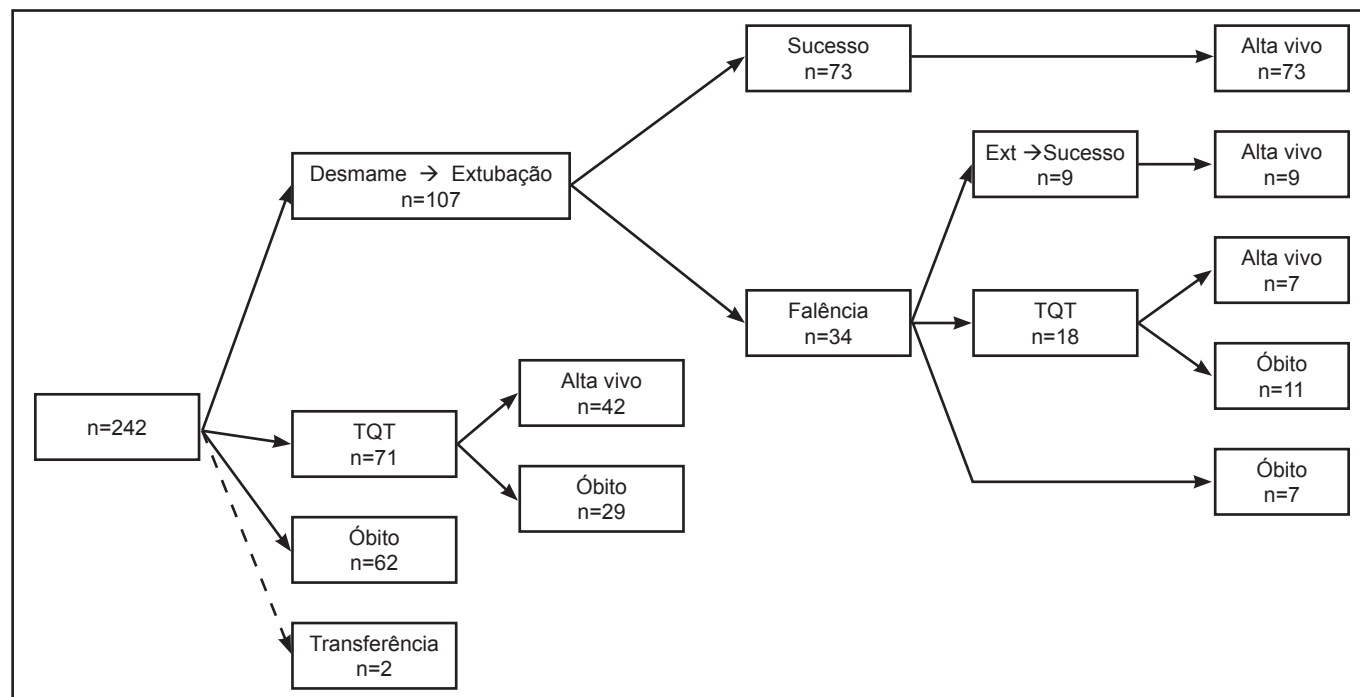 Sucesso
n=73
Alta vivo
n=73
Desmame → Extubação
n=107
Ext →Sucesso
n=9
Alta vivo
n=9
Falência
n=34
TQT
n=18
Alta vivo
n=7
Óbito
n=11
Óbito
n=7
n=242
TQT
n=71
Alta vivo
n=42
Óbito
n=29
Óbito
n=62
Transferência
n=2